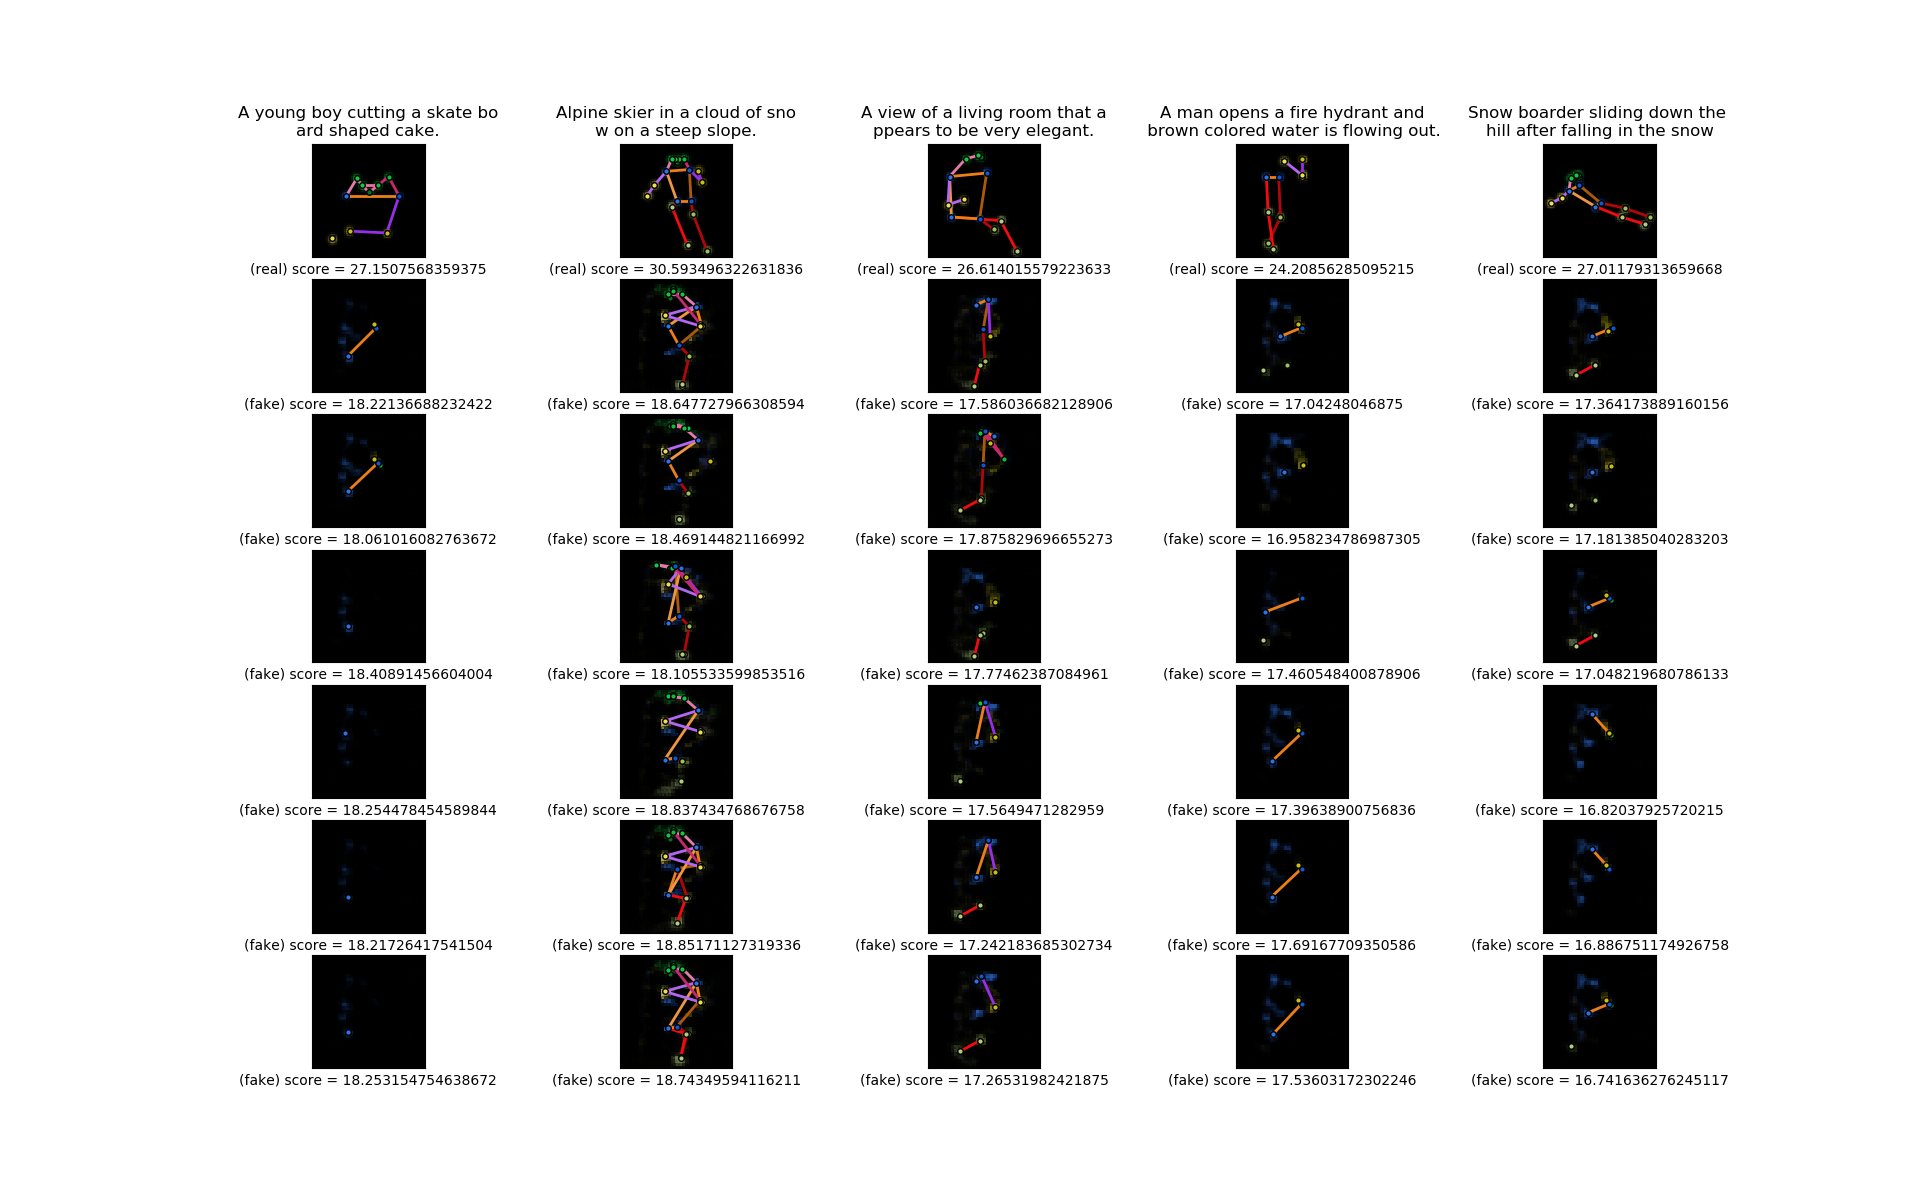 A young boy cutting a skate bo
ard shaped cake.
Alpine skier in a cloud of sno
w on a steep slope.
A view of a living room that a
ppears to be very elegant.
A man opens a fire hydrant and
brown colored water is flowing out.
Snow boarder sliding down the
hill after falling in the snow
(real) score = 27.1507568359375
(real) score = 30.593496322631836
(real) score = 26.614015579223633
(real) score = 24.20856285095215
(real) score = 27.01179313659668
(fake) score = 18.22136688232422
(fake) score = 18.647727966308594
(fake) score = 17.586036682128906
(fake) score = 17.04248046875
(fake) score = 17.364173889160156
(fake) score = 18.061016082763672
(fake) score = 18.469144821166992
(fake) score = 17.875829696655273
(fake) score = 16.958234786987305
(fake) score = 17.181385040283203
(fake) score = 18.40891456604004
(fake) score = 18.105533599853516
(fake) score = 17.77462387084961
(fake) score = 17.460548400878906
(fake) score = 17.048219680786133
(fake) score = 18.254478454589844
(fake) score = 18.837434768676758
(fake) score = 17.5649471282959
(fake) score = 17.39638900756836
(fake) score = 16.82037925720215
(fake) score = 18.21726417541504
(fake) score = 18.85171127319336
(fake) score = 17.242183685302734
(fake) score = 17.69167709350586
(fake) score = 16.886751174926758
(fake) score = 18.253154754638672
(fake) score = 18.74349594116211
(fake) score = 17.26531982421875
(fake) score = 17.53603172302246
(fake) score = 16.741636276245117